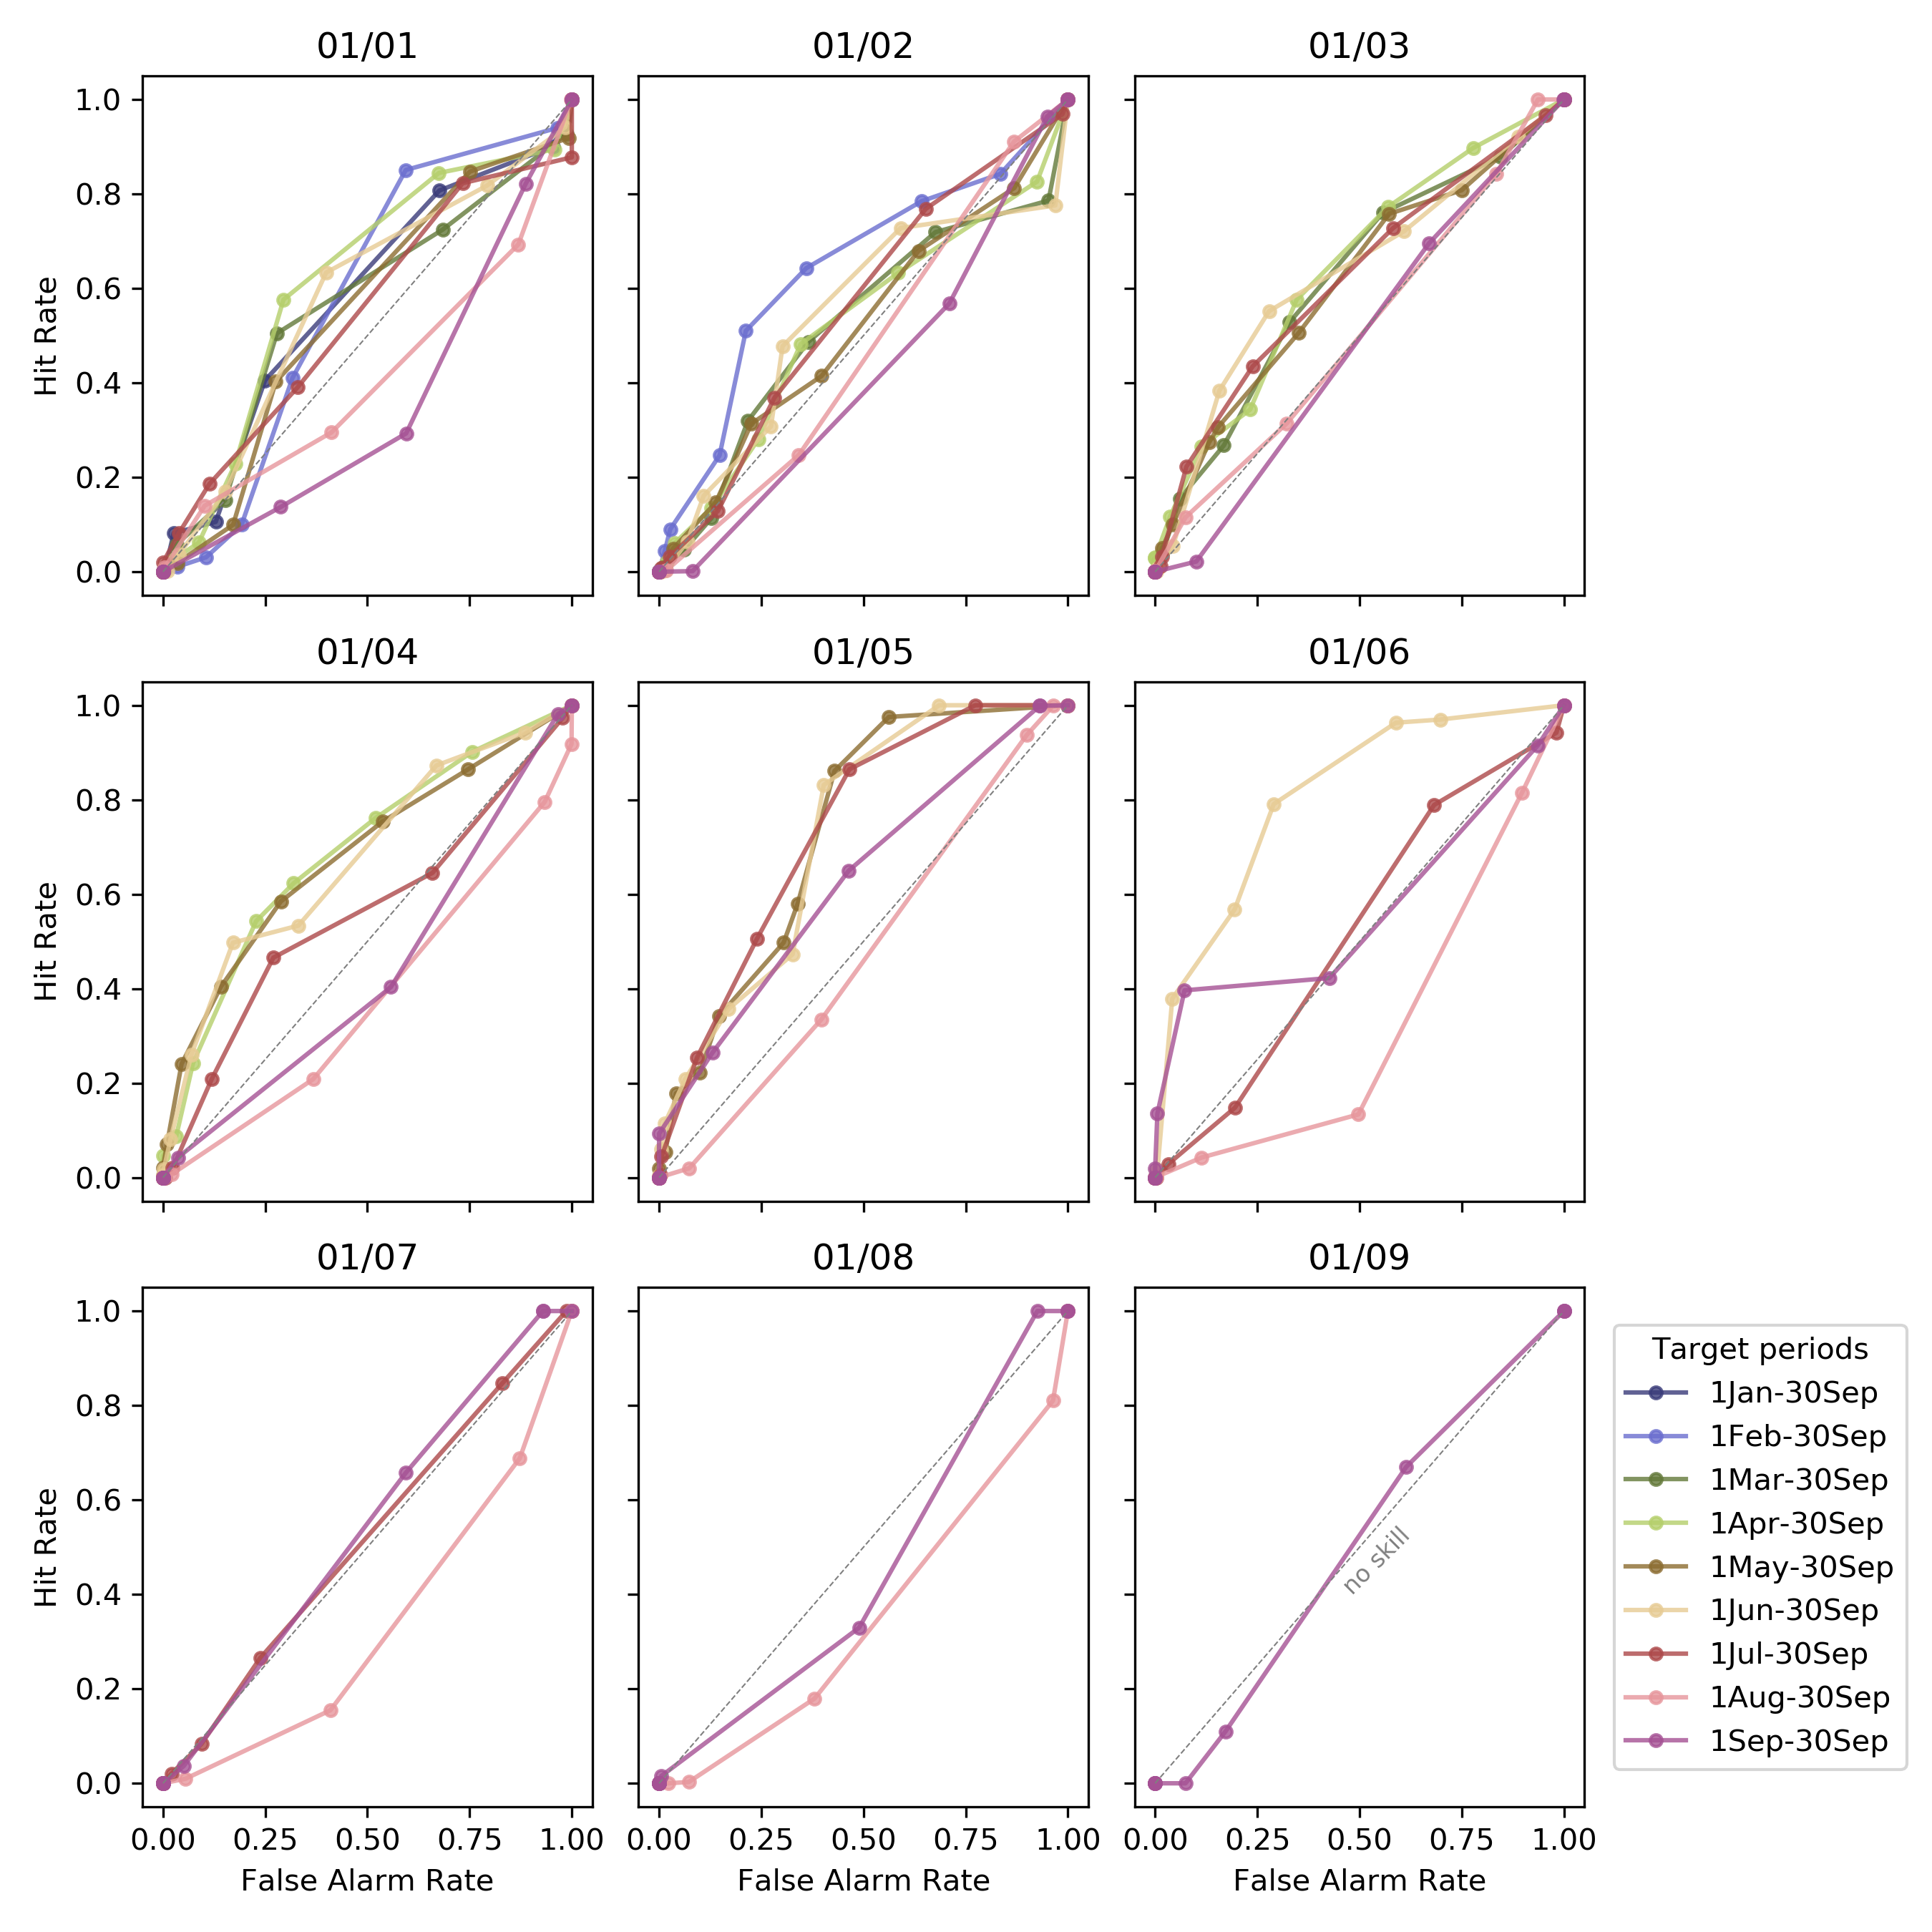 01/01 01/02 01/03
1.0
0.8
0.6
0.4
0.2
0.0
Hit Rate
01/04 01/05 01/06
1.0
0.8
0.6
0.4
0.2
0.0
Hit Rate
01/07 01/08 01/09
1.0
0.8
0.6
0.4
0.2
0.0
Hit Rate
no skill
Target periods
1Jan-30Sep
1Feb-30Sep
1Mar-30Sep
1Apr-30Sep
1May-30Sep
1Jun-30Sep
1Jul-30Sep
1Aug-30Sep
1Sep-30Sep
0.00 0.25 0.50 0.75 1.00 0.00 0.25 0.50 0.75 1.00 0.00 0.25 0.50 0.75 1.00
False Alarm Rate False Alarm Rate False Alarm Rate